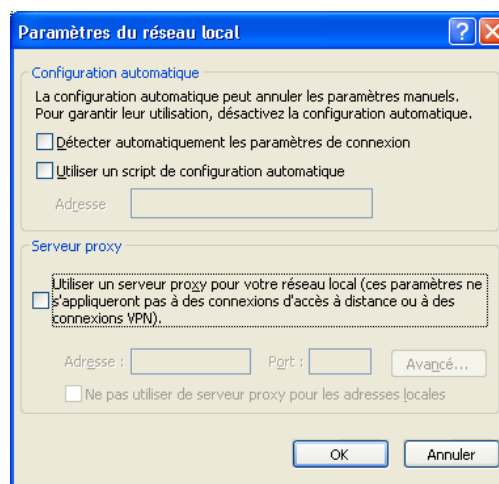 Paramètres du réseau local
Configuration automatique
La configuration automatique peut annuler les paramètres manuels.
Pour garantir leur utilisation, désactivez la configuration automatique.
Détecter automatiquement les paramètres de connexion
Utiliser un script de configuration automatique
Adresse
Serveur proxy
Utiliser un serveur proxy pour votre réseau local (ces paramètres ne
s'appliqueront pas à des connexions d'accès à distance ou à des
connexions VPN).
Adresse : Port : Avancé...
Ne pas utiliser de serveur proxy pour les adresses locales
OK Annuler